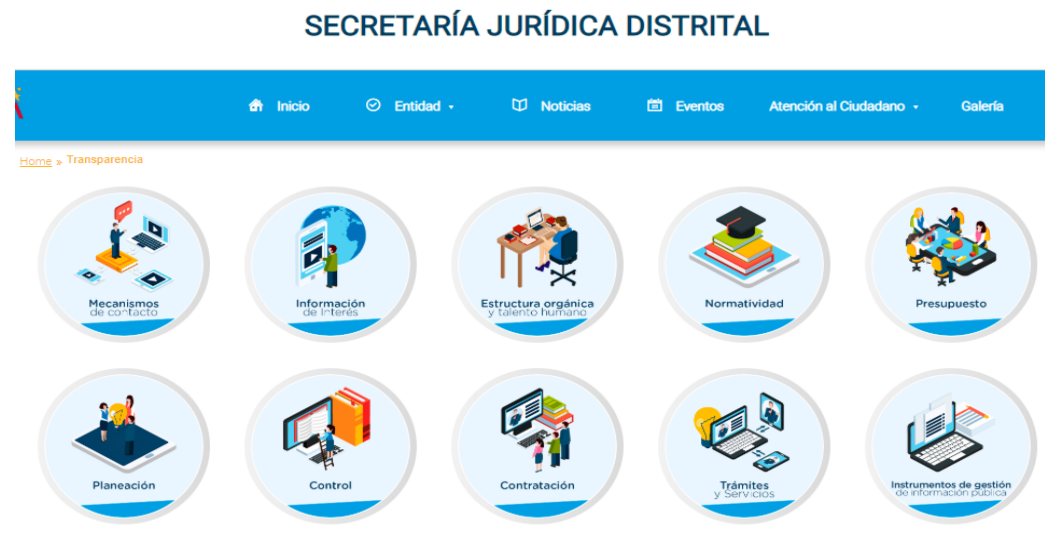 SECRETARÍA JURÍDICA DISTRITAL
Inicio Entidad Noticias Eventos Atención al Ciudadano Galería
Home » Transparencia
Mecanismos
de contacto
Información
de Interés
Estructura orgánica
y talento humano
Normatividad
Presupuesto
Planeación
Control
Contratación
Trámites
y Servicios
Instrumentos de gestión
de información pública